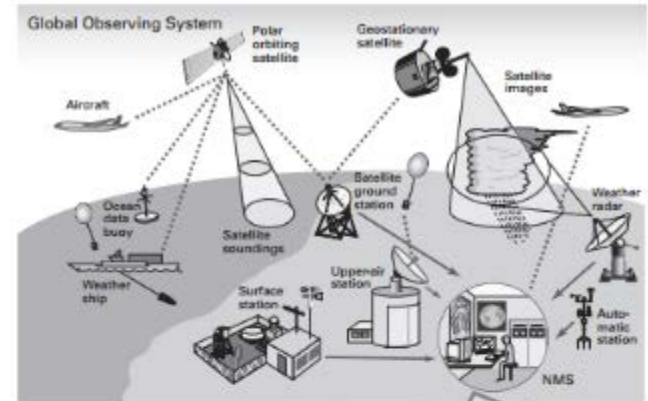 Global Observing System
Polar
orbiting
satellite
Geostationary
satellite
Satellite
images
Aircraft
Ocean
data
buoy
Satellite
soundings
Satellite
ground
station
Weather
radar
Weather
ship
Upper-air
station
Surface
station
Auto-
matic
station
NMS